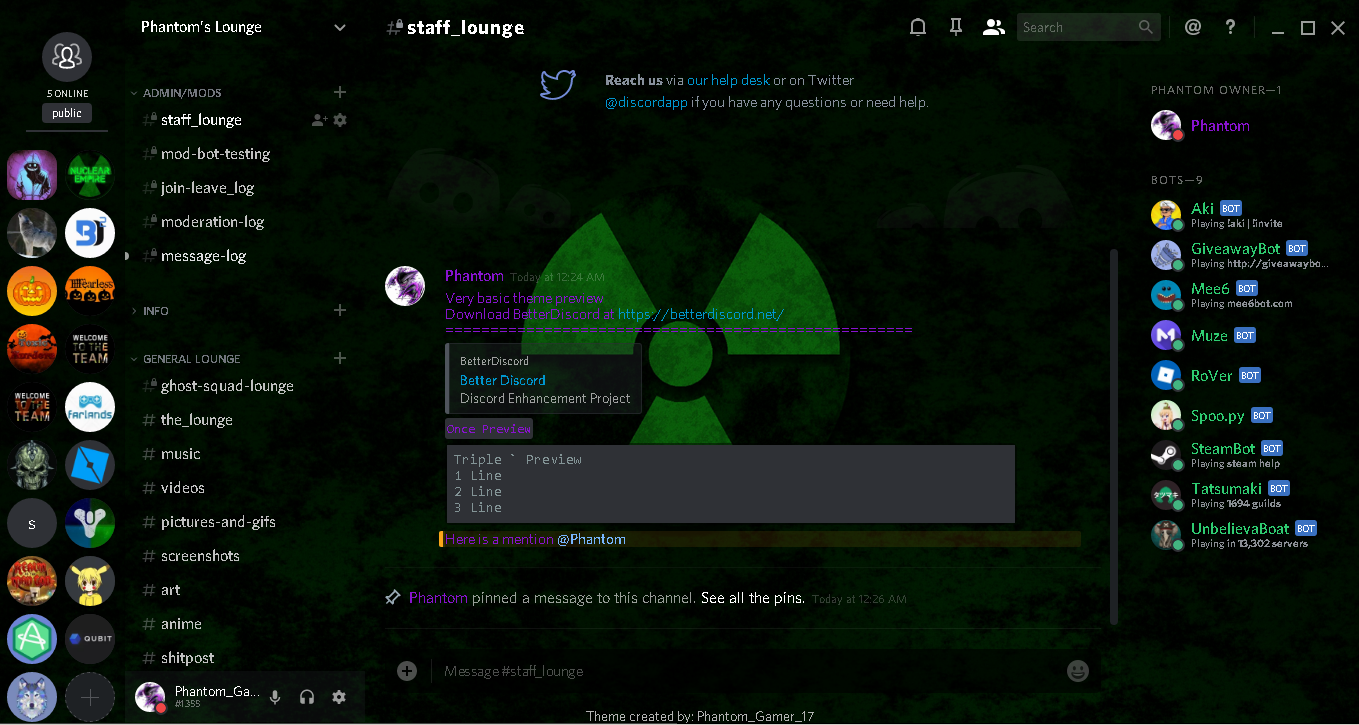 5 ONLINE
public
NUCLEAR
EMPIRE
Fearless
WELCOME
TO THE
TEAM
WELCOME
TO THE
TEAM
FARLANDS
S
QUBIT
Phantom's Lounge
ADMIN/MODS
staff_lounge
mod-bot-testing
join-leave_log
moderation-log
message-log
INFO
GENERAL LOUNGE
ghost-squad-lounge
the_lounge
music
videos
pictures-and-gifs
screenshots
art
anime
shitpost
Phantom_Ga...
#1355
staff_lounge
Search
Reach us via our help desk or on Twitter
@discordapp if you have any questions or need help.
Phantom Today at 12:24 AM
Very basic theme preview
Download BetterDiscord at https://betterdiscord.net/
====================================================
BetterDiscord
Better Discord
Discord Enhancement Project
Once Preview
Triple ` Preview
1 Line
2 Line
3 Line
Here is a mention @Phantom
Phantom pinned a message to this channel. See all the pins. Today at 12:26 AM
Message #staff_lounge
Theme created by: Phantom_Gamer_17
PHANTOM OWNER—1
Phantom
BOTS—9
Aki BOT
Playing !aki | !invite
GiveawayBot BOT
Playing http://giveawaybo...
Mee6 BOT
Playing mee6bot.com
Muze BOT
RoVer BOT
Spoo.py BOT
SteamBot BOT
Playing steam help
Tatsumaki BOT
Playing 1694 guilds
UnbelievaBoat BOT
Playing in 13,302 servers